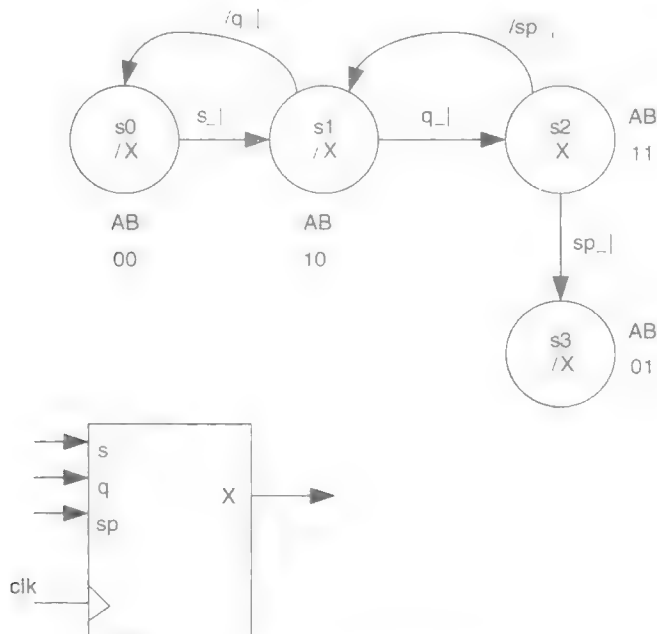 /q_|
/sp_|
s_|
q_|
s0
/X
s1
/X
s2
X
AB
11
AB
00
AB
10
sp_|
s3
/X
AB
01
s
q
sp
X
clk